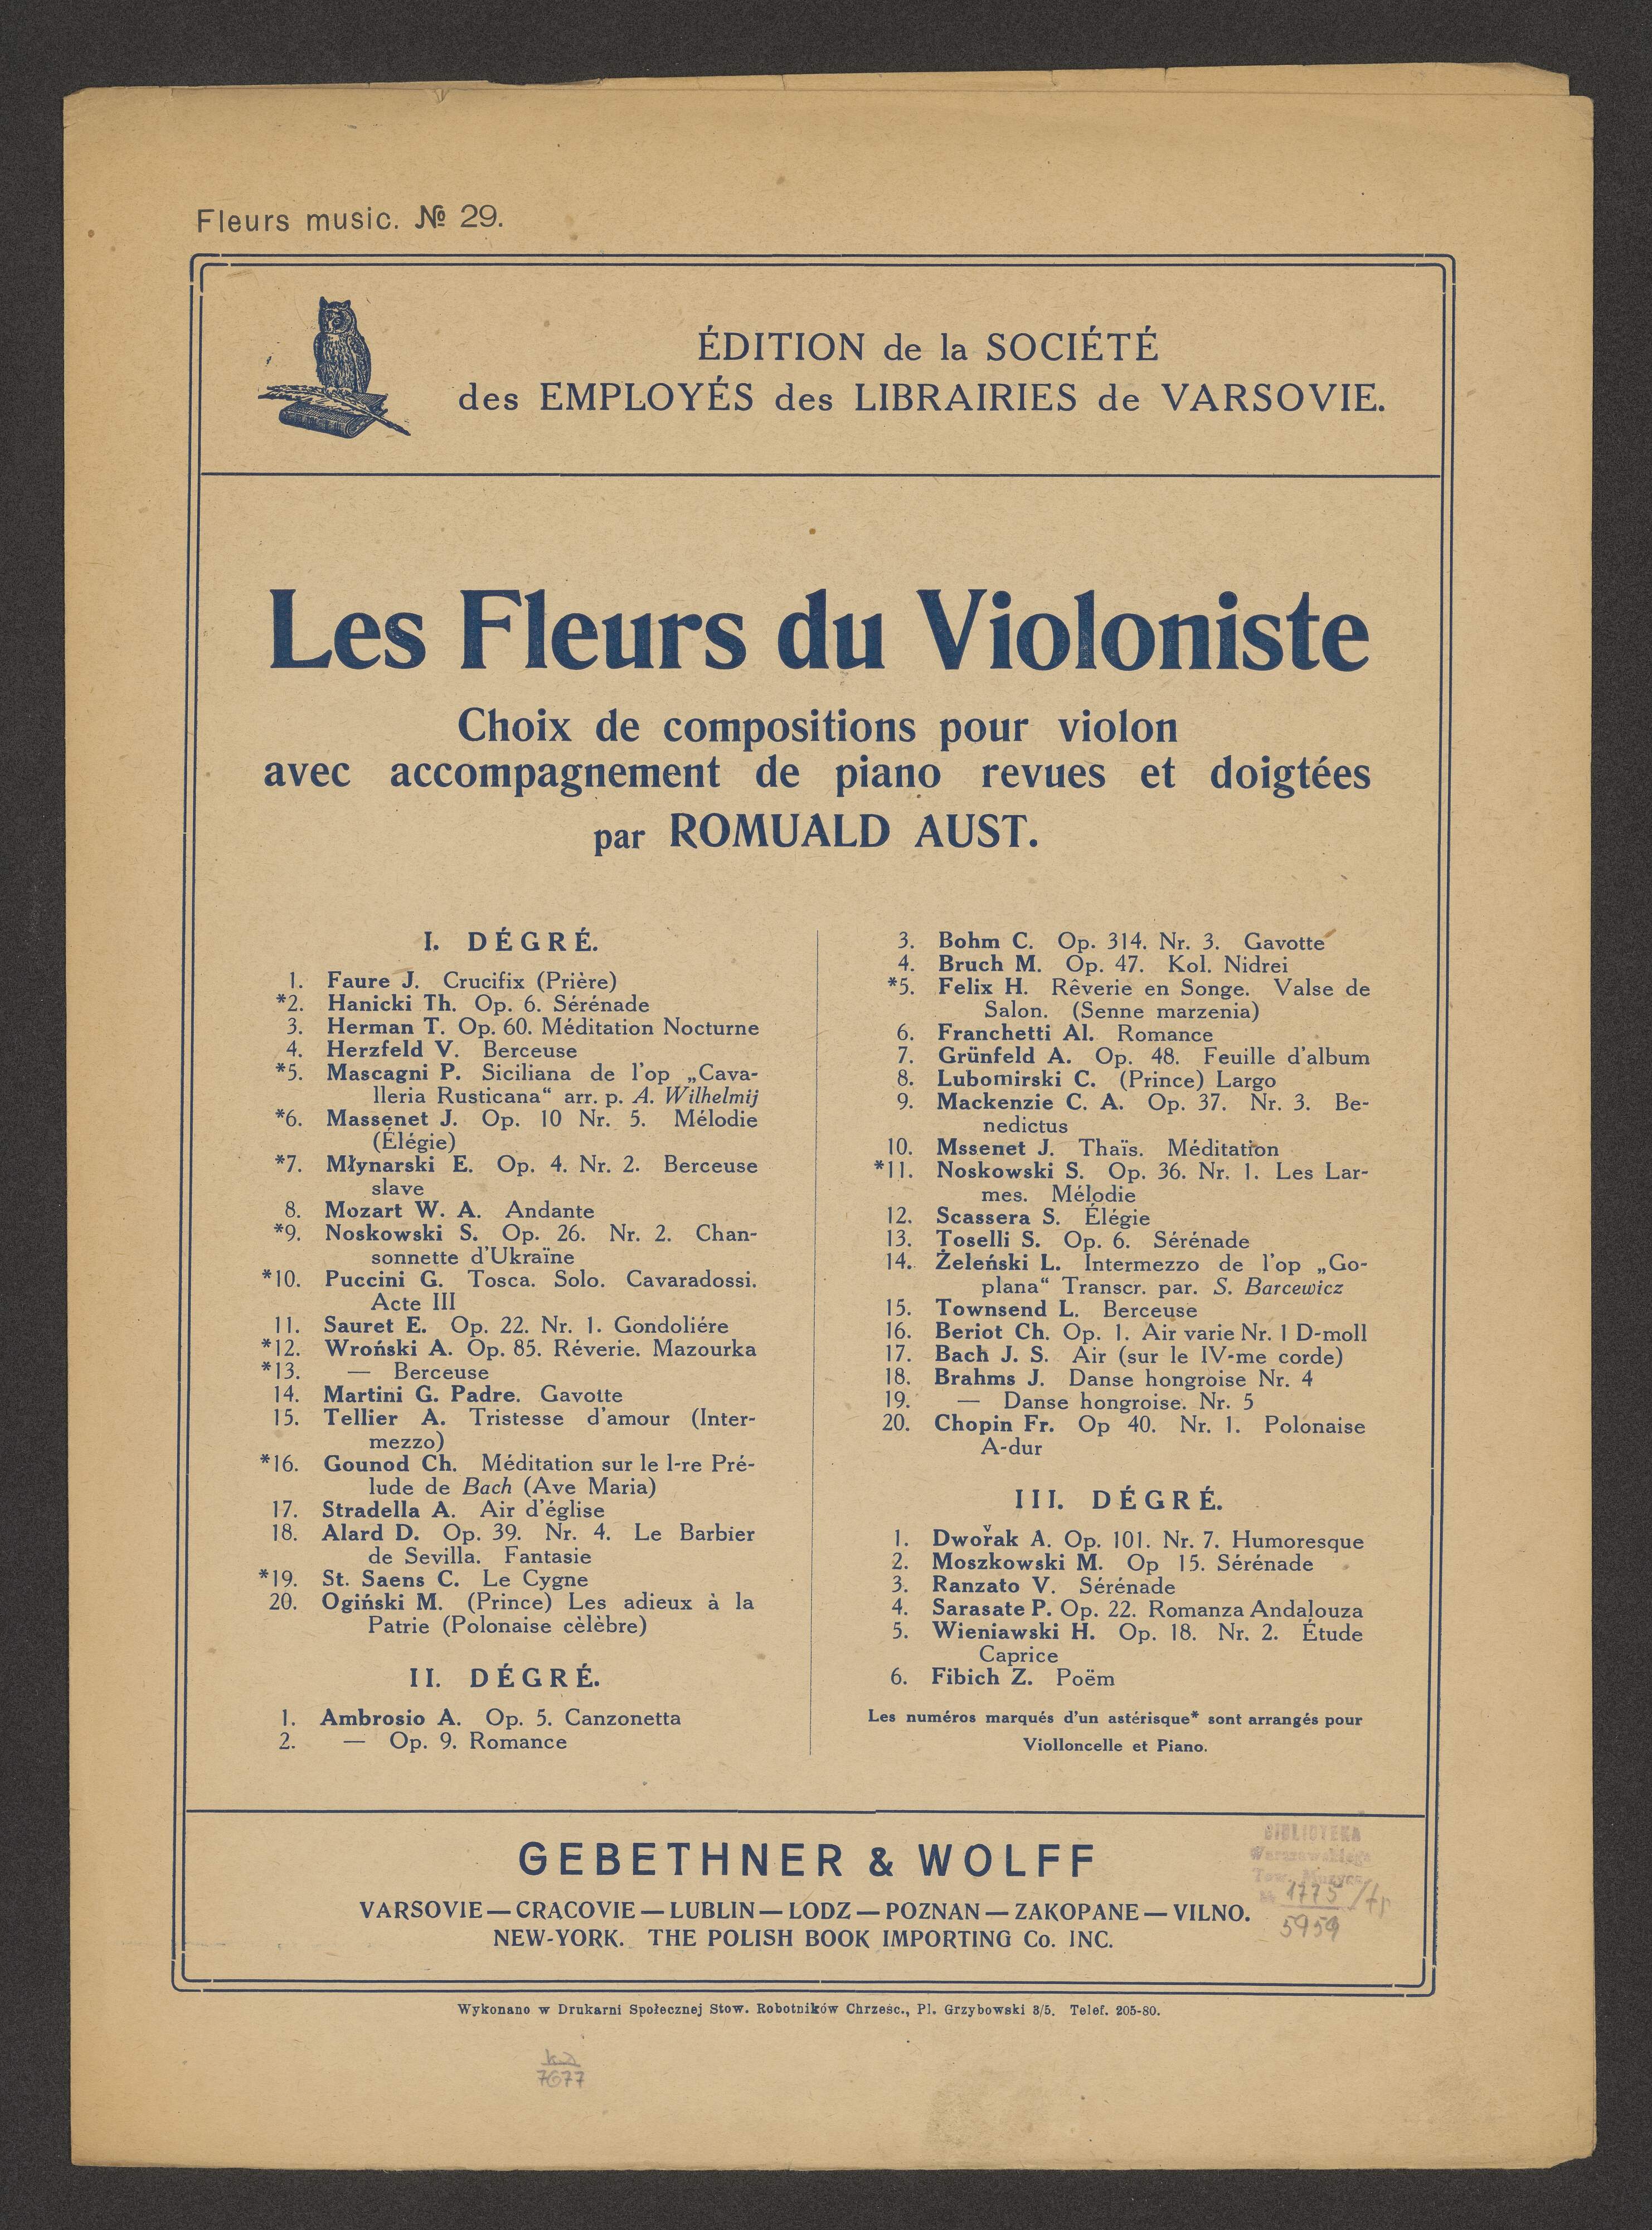 Fleurs music. № 29.
ÉDITION de la SOCIÉTÉ
des EMPLOYÉS des LIBRAIRIES de VARSOVIE.
Les Fleurs du Violoniste
Choix de compositions pour violon
avec accompagnement de piano revues et doigtées
par ROMUALD AUST.
I. DÉGRÉ.
1. Faure J. Crucifix (Prière)
*2. Hanicki Th. Op. 6. Sérénade
3. Herman T. Op. 60. Méditation Nocturne
4. Herzfeld V. Berceuse
*5. Mascagni P. Siciliana de l'op „Cava-
lleria Rusticana“ arr. p. A. Wilhelmij
*6. Massenet J. Op. 10 Nr. 5. Mélodie
(Élégie)
*7. Młynarski E. Op. 4. Nr. 2. Berceuse
slave
8. Mozart W. A. Andante
*9. Noskowski S. Op. 26. Nr. 2. Chan-
sonnette d'Ukraïne
*10. Puccini G. Tosca. Solo. Cavaradossi.
Acte III
11. Sauret E. Op. 22. Nr. 1. Gondoliére
*12. Wroński A. Op. 85. Réverie. Mazourka
*13. — Berceuse
14. Martini G. Padre. Gavotte
15. Tellier A. Tristesse d'amour (Inter-
mezzo)
*16. Gounod Ch. Méditation sur le I-re Pré-
lude de Bach (Ave Maria)
17. Stradella A. Air d'église
18. Alard D. Op. 39. Nr. 4. Le Barbier
de Sevilla. Fantasie
*19. St. Saens C. Le Cygne
20. Ogiński M. (Prince) Les adieux à la
Patrie (Polonaise cèlèbre)
II. DÉGRÉ.
1. Ambrosio A. Op. 5. Canzonetta
2. — Op. 9. Romance
3. Bohm C. Op. 314. Nr. 3. Gavotte
4. Bruch M. Op. 47. Kol. Nidrei
*5. Felix H. Rêverie en Songe. Valse de
Salon. (Senne marzenia)
6. Franchetti Al. Romance
7. Grünfeld A. Op. 48. Feuille d'album
8. Lubomirski C. (Prince) Largo
9. Mackenzie C. A. Op. 37. Nr. 3. Be-
nedictus
10. Mssenet J. Thaïs. Méditation
*11. Noskowski S. Op. 36. Nr. 1. Les Lar-
mes. Mélodie
12. Scassera S. Élégie
13. Toselli S. Op. 6. Sérénade
14. Żeleński L. Intermezzo de l'op „Go-
plana“ Transcr. par. S. Barcewicz
15. Townsend L. Berceuse
16. Beriot Ch. Op. 1. Air varie Nr. 1 D-moll
17. Bach J. S. Air (sur le IV-me corde)
18. Brahms J. Danse hongroise Nr. 4
19. — Danse hongroise. Nr. 5
20. Chopin Fr. Op 40. Nr. 1. Polonaise
A-dur
III. DÉGRÉ.
1. Dwořak A. Op. 101. Nr. 7. Humoresque
2. Moszkowski M. Op 15. Sérénade
3. Ranzato V. Sérénade
4. Sarasate P. Op. 22. Romanza Andalouza
5. Wieniawski H. Op. 18. Nr. 2. Étude
Caprice
6. Fibich Z. Poëm
Les numéros marqués d'un astérisque* sont arrangés pour
Violloncelle et Piano.
GEBETHNER & WOLFF
VARSOVIE — CRACOVIE — LUBLIN — LODZ — POZNAN — ZAKOPANE — VILNO.
NEW-YORK. THE POLISH BOOK IMPORTING Co. INC.
BIBLIOTEKA
Warszawskiego
Tow. Muzycz.
1775
5959
Wykonano w Drukarni Społecznej Stow. Robotników Chrześc., Pl. Grzybowski 3/5. Telef. 205-80.
7677